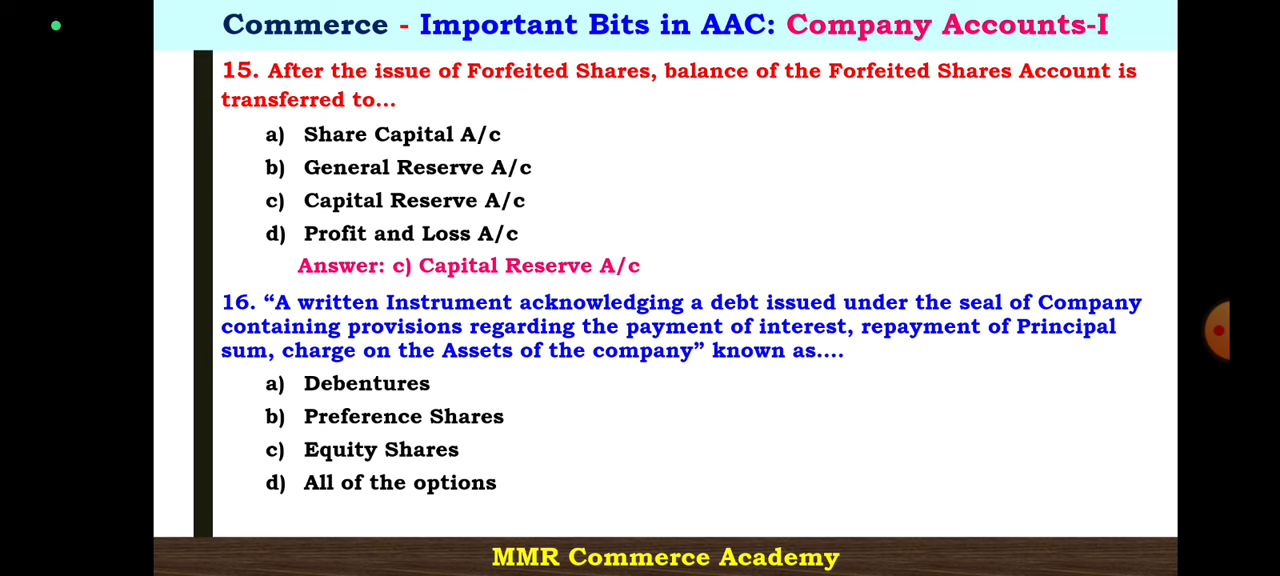 Commerce - Important Bits in AAC: Company Accounts-I
15. After the issue of Forfeited Shares, balance of the Forfeited Shares Account is
transferred to...
a) Share Capital A/c
b) General Reserve A/c
c) Capital Reserve A/c
d) Profit and Loss A/c
Answer: c) Capital Reserve A/c
16. “A written Instrument acknowledging a debt issued under the seal of Company
containing provisions regarding the payment of interest, repayment of Principal
sum, charge on the Assets of the company” known as....
a) Debentures
b) Preference Shares
c) Equity Shares
d) All of the options
MMR Commerce Academy